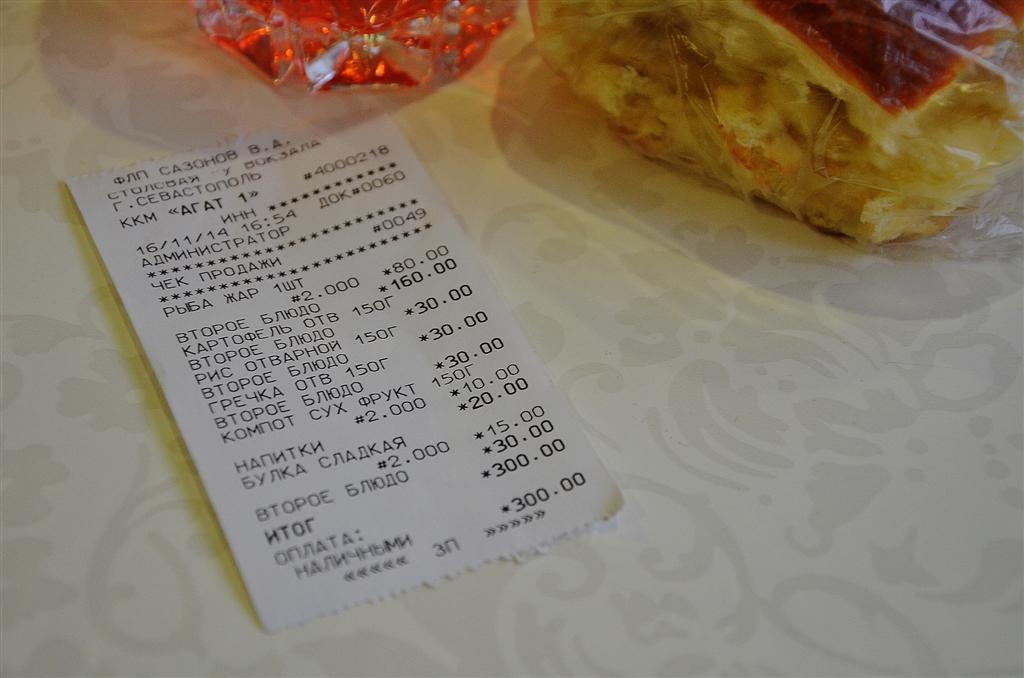 ФЛП САЗОНОВ В.А.
СТОЛОВАЯ У ВОКЗАЛА
Г.СЕВАСТОПОЛЬ #4000218
ККМ «АГАТ 1»
ИНН ************
16/11/14 16:54 ДОК#0060
АДМИНИСТРАТОР #0049
************************
ЧЕК ПРОДАЖИ
************************
РЫБА ЖАР 1ШТ *80.00
#2.000 *160.00
ВТОРОЕ БЛЮДО
КАРТОФЕЛЬ ОТВ 150Г *30.00
ВТОРОЕ БЛЮДО
РИС ОТВАРНОЙ 150Г *30.00
ВТОРОЕ БЛЮДО
ГРЕЧКА ОТВ 150Г *30.00
ВТОРОЕ БЛЮДО
КОМПОТ СУХ ФРУКТ 150Г *10.00
#2.000 *20.00
НАПИТКИ
БУЛКА СЛАДКАЯ *15.00
#2.000 *30.00
ВТОРОЕ БЛЮДО
ИТОГ *300.00
ОПЛАТА:
НАЛИЧНЫМИ *300.00
««««« ЗП »»»»»